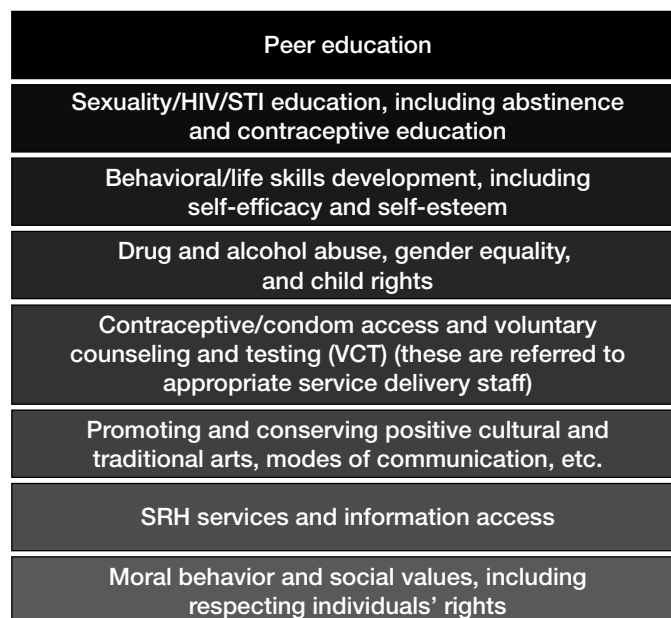 Peer education
Sexuality/HIV/STI education, including abstinence
and contraceptive education
Behavioral/life skills development, including
self-efficacy and self-esteem
Drug and alcohol abuse, gender equality,
and child rights
Contraceptive/condom access and voluntary
counseling and testing (VCT) (these are referred to
appropriate service delivery staff)
Promoting and conserving positive cultural and
traditional arts, modes of communication, etc.
SRH services and information access
Moral behavior and social values, including
respecting individuals’ rights